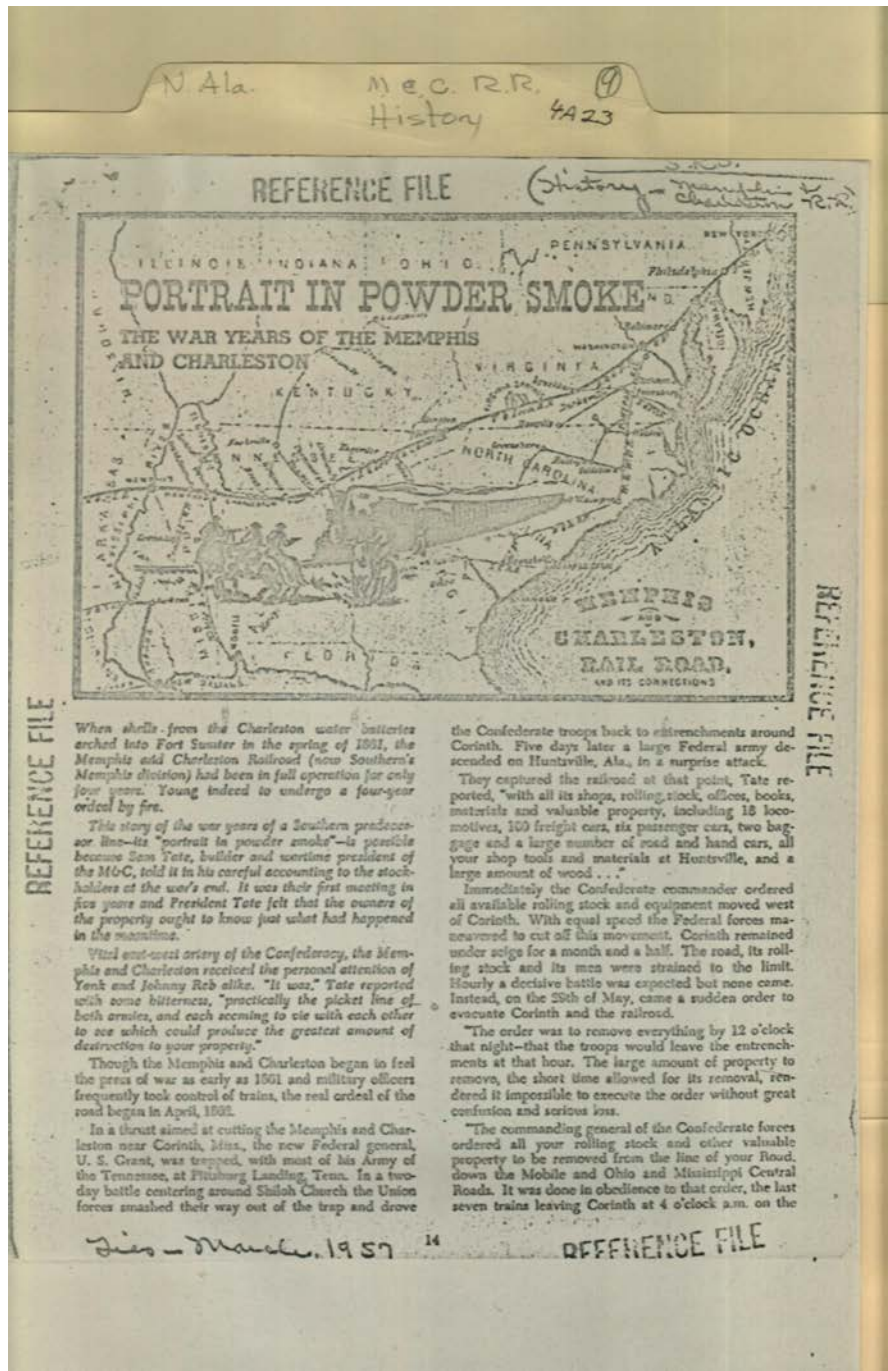 N. Ala. M & C. R.R. 9
History 4A23
REFERENCE FILE
(History - Memphis &
Charleston R.R.)
NEW YORK
PENNSYLVANIA
ILLINOIS INDIANA OHIO
Philadelphia
PORTRAIT IN POWDER SMOKE
THE WAR YEARS OF THE MEMPHIS
AND CHARLESTON
VIRGINIA
KENTUCKY
NORTH CAROLINA
ATLANTIC OCEAN
FLORIDA
MEMPHIS
AND
CHARLESTON,
RAIL ROAD,
AND ITS CONNECTIONS
REFERENCE FILE
REFERENCE FILE
When shells from the Charleston water batteries
arched into Fort Sumter in the spring of 1861, the
Memphis and Charleston Railroad (now Southern's
Memphis division) had been in full operation for only
four years. Young indeed to undergo a four-year
ordeal by fire.
This story of the war years of a Southern predeces-
sor line—its "portrait in powder smoke"—is possible
because Sam Tate, builder and wartime president of
the M&C, told it in his careful accounting to the stock-
holders at the war's end. It was their first meeting in
five years and President Tate felt that the owners of
the property ought to know just what had happened
in the meantime.
Vital east-west artery of the Confederacy, the Mem-
phis and Charleston received the personal attention of
Yank and Johnny Reb alike. "It was," Tate reported
with some bitterness, "practically the picket line of
both armies, and each seeming to vie with each other
to see which could produce the greatest amount of
destruction to your property."
Though the Memphis and Charleston began to feel
the press of war as early as 1861 and military officers
frequently took control of trains, the real ordeal of the
road began in April, 1862.
In a thrust aimed at cutting the Memphis and Char-
leston near Corinth, Miss., the new Federal general,
U. S. Grant, was trapped, with most of his Army of
the Tennessee, at Pittsburg Landing, Tenn. In a two-
day battle centering around Shiloh Church the Union
forces smashed their way out of the trap and drove
the Confederate troops back to entrenchments around
Corinth. Five days later a large Federal army de-
scended on Huntsville, Ala., in a surprise attack.
They captured the railroad at that point, Tate re-
ported, "with all its shops, rolling stock, offices, books,
materials and valuable property, including 18 loco-
motives, 100 freight cars, six passenger cars, two bag-
gage and a large number of road and hand cars, all
your shop tools and materials at Huntsville, and a
large amount of wood . . ."
Immediately the Confederate commander ordered
all available rolling stock and equipment moved west
of Corinth. With equal speed the Federal forces ma-
neuvered to cut off this movement. Corinth remained
under seige for a month and a half. The road, its roll-
ing stock and its men were strained to the limit.
Hourly a decisive battle was expected but none came.
Instead, on the 29th of May, came a sudden order to
evacuate Corinth and the railroad.
"The order was to remove everything by 12 o'clock
that night—that the troops would leave the entrench-
ments at that hour. The large amount of property to
remove, the short time allowed for its removal, ren-
dered it impossible to execute the order without great
confusion and serious loss.
"The commanding general of the Confederate forces
ordered all your rolling stock and other valuable
property to be removed from the line of your Road,
down the Mobile and Ohio and Mississippi Central
Roads. It was done in obedience to that order, the last
seven trains leaving Corinth at 4 o'clock a.m. on the
Ties - March, 1957
14
REFERENCE FILE